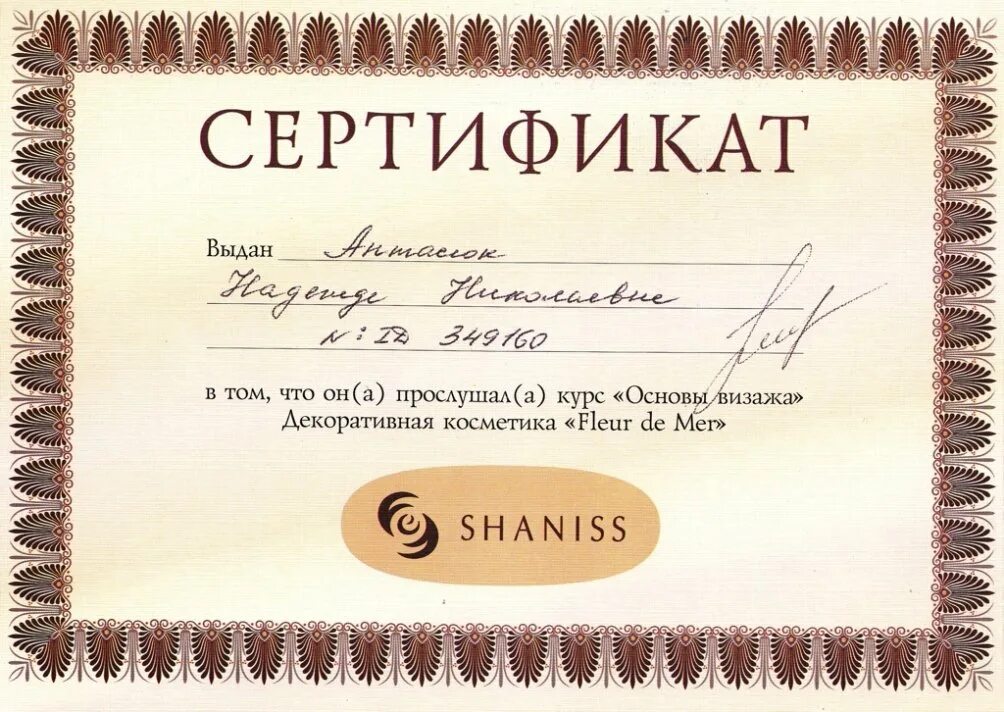 СЕРТИФИКАТ
Выдан Антасюк
Надежде Николаевне
N: ID 349160
в том, что он(а) прослушал(а) курс «Основы визажа»
Декоративная косметика «Fleur de Mer»
SHANISS